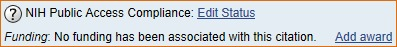 ? NIH Public Access Compliance: Edit Status
Funding: No funding has been associated with this citation. Add award